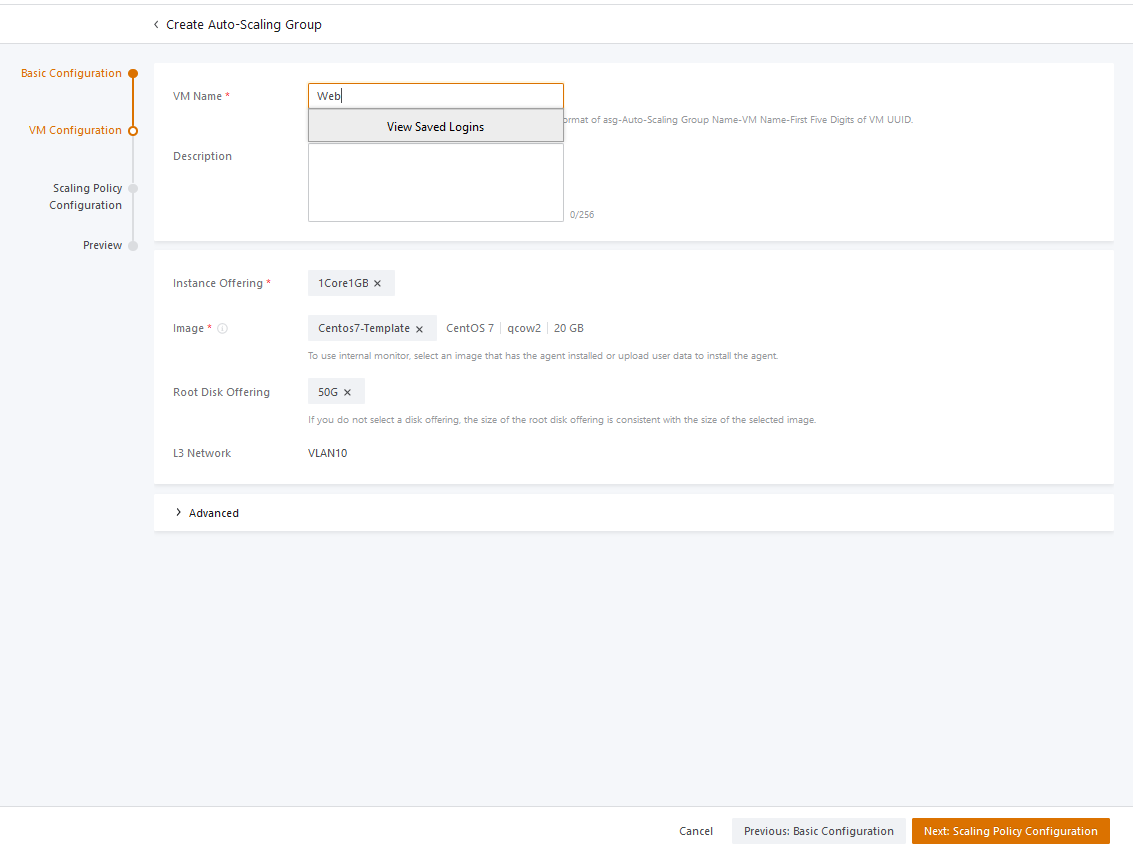 Create Auto-Scaling Group
Basic Configuration
VM Configuration
Scaling Policy
Configuration
Preview
VM Name *
Web
View Saved Logins
format of asg-Auto-Scaling Group Name-VM Name-First Five Digits of VM UUID.
Description
0/256
Instance Offering *
1Core1GB ×
Image *
Centos7-Template × CentOS 7 | qcow2 | 20 GB
To use internal monitor, select an image that has the agent installed or upload user data to install the agent.
Root Disk Offering
50G ×
If you do not select a disk offering, the size of the root disk offering is consistent with the size of the selected image.
L3 Network
VLAN10
Advanced
Cancel
Previous: Basic Configuration
Next: Scaling Policy Configuration